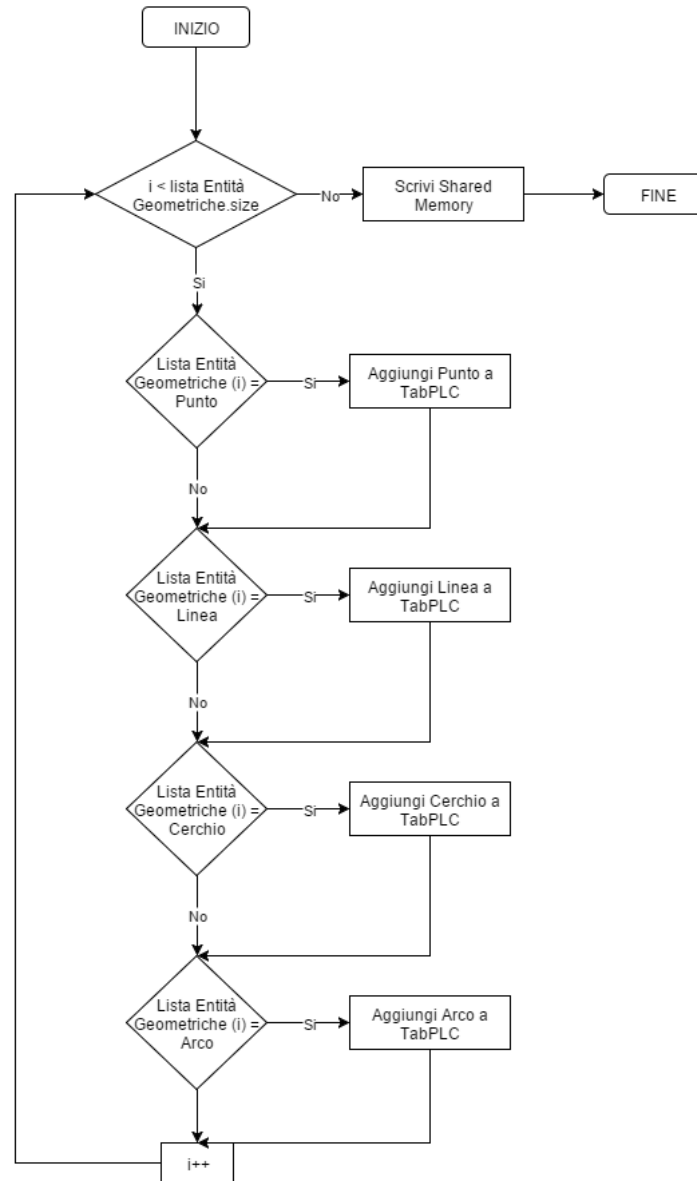 INIZIO
i < lista Entità
Geometriche.size
No
Scrivi Shared
Memory
FINE
Si
Lista Entità
Geometriche (i) =
Punto
Si
Aggiungi Punto a
TabPLC
No
Lista Entità
Geometriche (i) =
Linea
Si
Aggiungi Linea a
TabPLC
No
Lista Entità
Geometriche (i) =
Cerchio
Si
Aggiungi Cerchio a
TabPLC
No
Lista Entità
Geometriche (i) =
Arco
Si
Aggiungi Arco a
TabPLC
i++